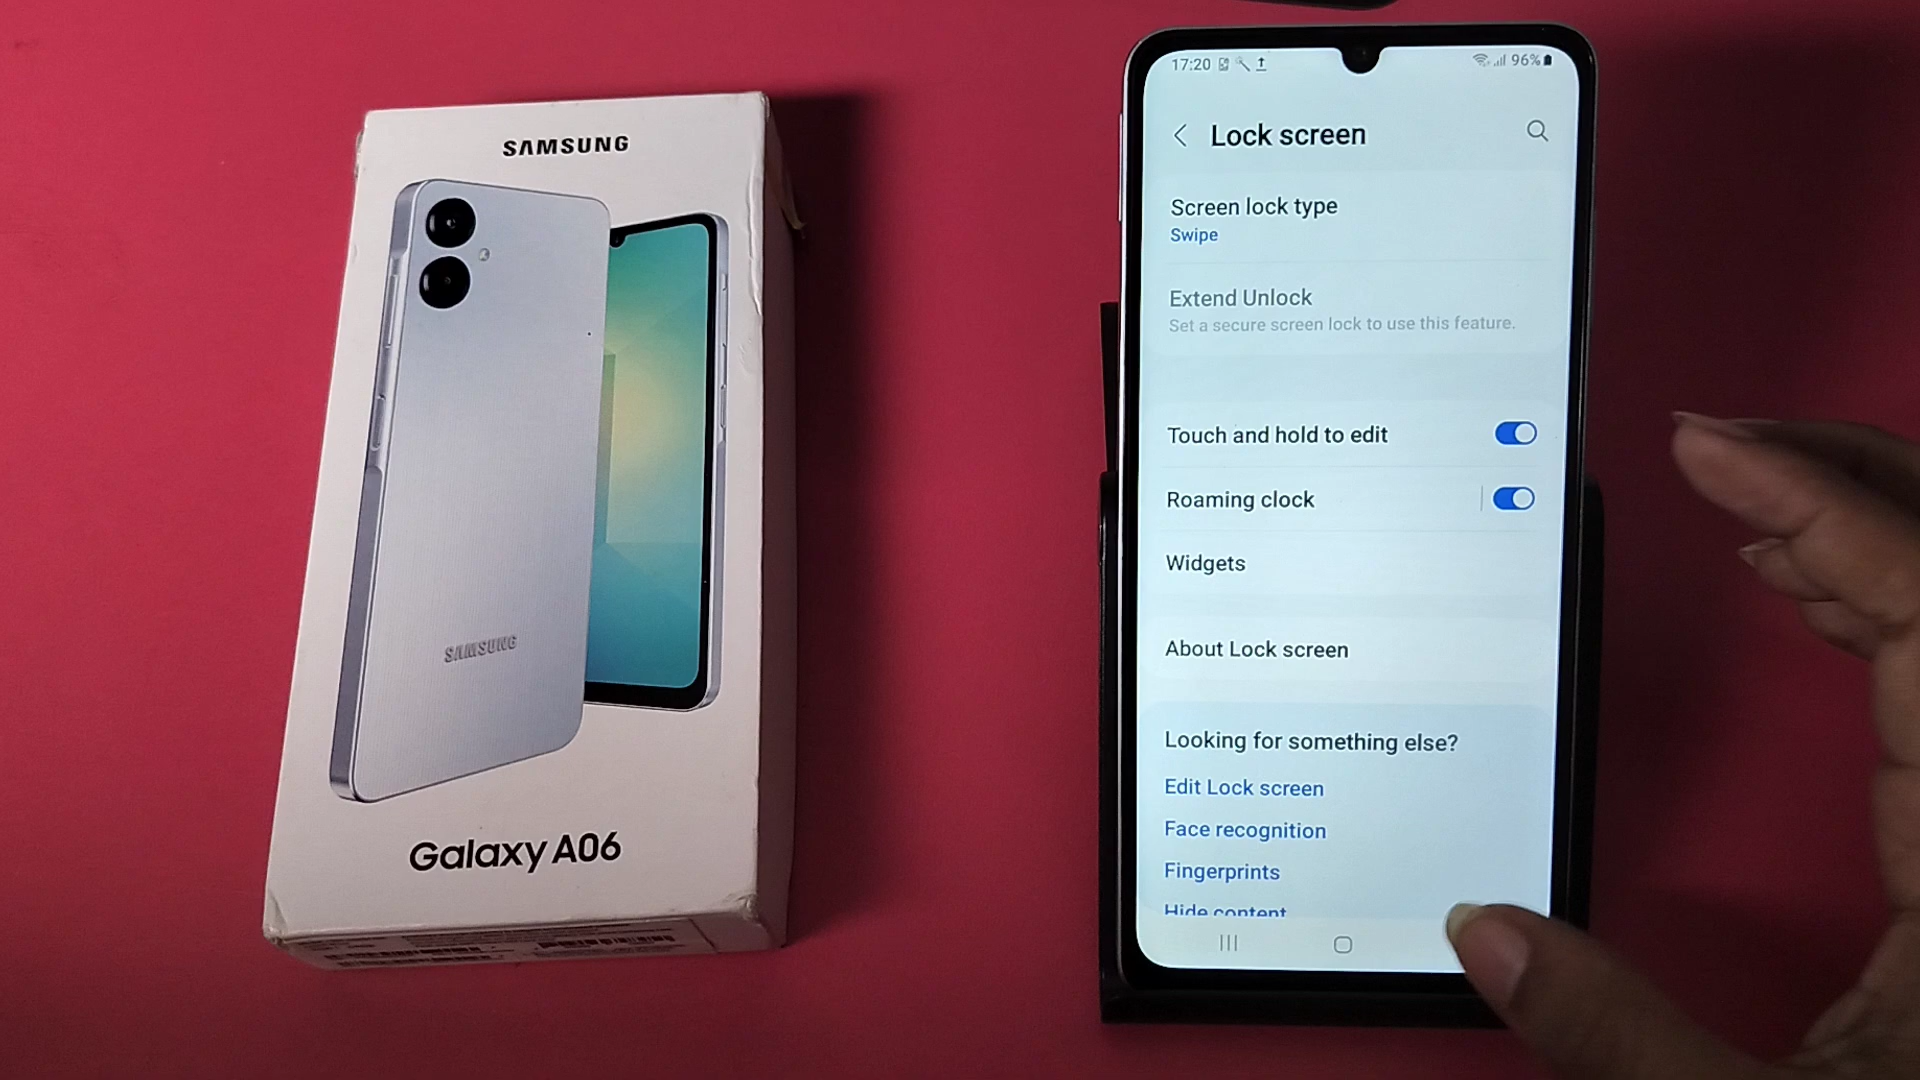 SAMSUNG
SAMSUNG
Galaxy A06
17:20
96%
Lock screen
Screen lock type
Swipe
Extend Unlock
Set a secure screen lock to use this feature.
Touch and hold to edit
Roaming clock
Widgets
About Lock screen
Looking for something else?
Edit Lock screen
Face recognition
Fingerprints
Hide content